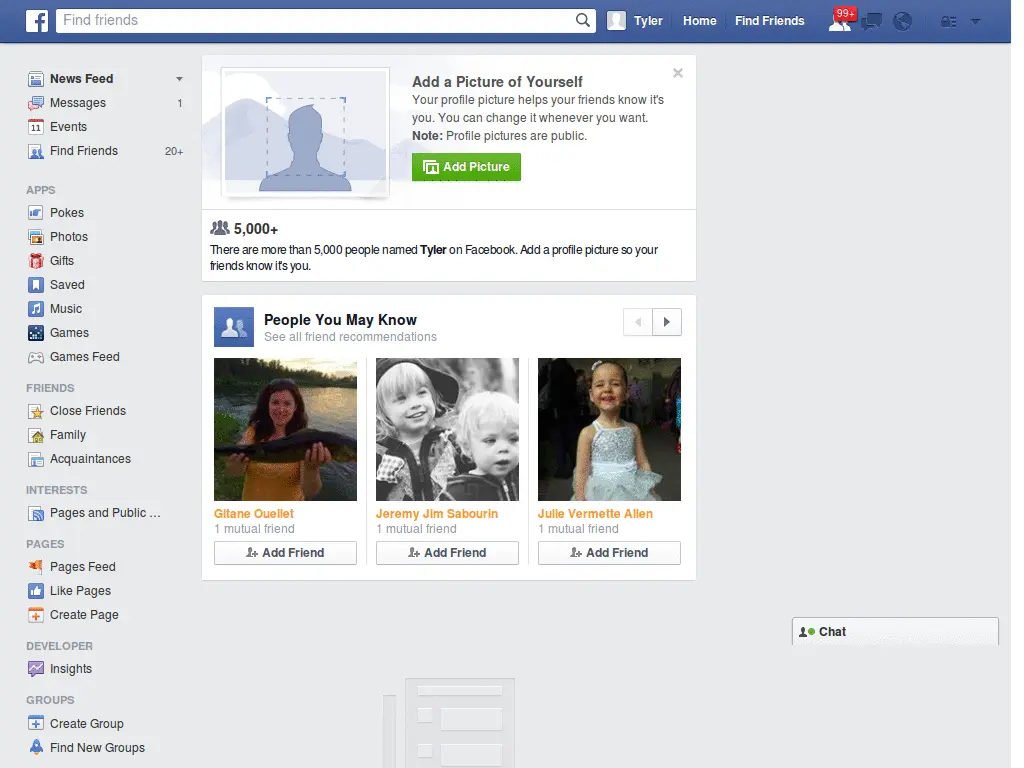 f
Find friends
Tyler
Home
Find Friends
99+
News Feed
Messages 1
11 Events
Find Friends 20+
APPS
Pokes
Photos
Gifts
Saved
Music
Games
Games Feed
FRIENDS
Close Friends
Family
Acquaintances
INTERESTS
Pages and Public ...
PAGES
Pages Feed
Like Pages
Create Page
DEVELOPER
Insights
GROUPS
Create Group
Find New Groups
Add a Picture of Yourself
Your profile picture helps your friends know it's
you. You can change it whenever you want.
Note: Profile pictures are public.
Add Picture
5,000+
There are more than 5,000 people named Tyler on Facebook. Add a profile picture so your
friends know it's you.
People You May Know
See all friend recommendations
Gitane Ouellet
1 mutual friend
Add Friend
Jeremy Jim Sabourin
1 mutual friend
Add Friend
Julie Vermette Allen
1 mutual friend
Add Friend
Chat